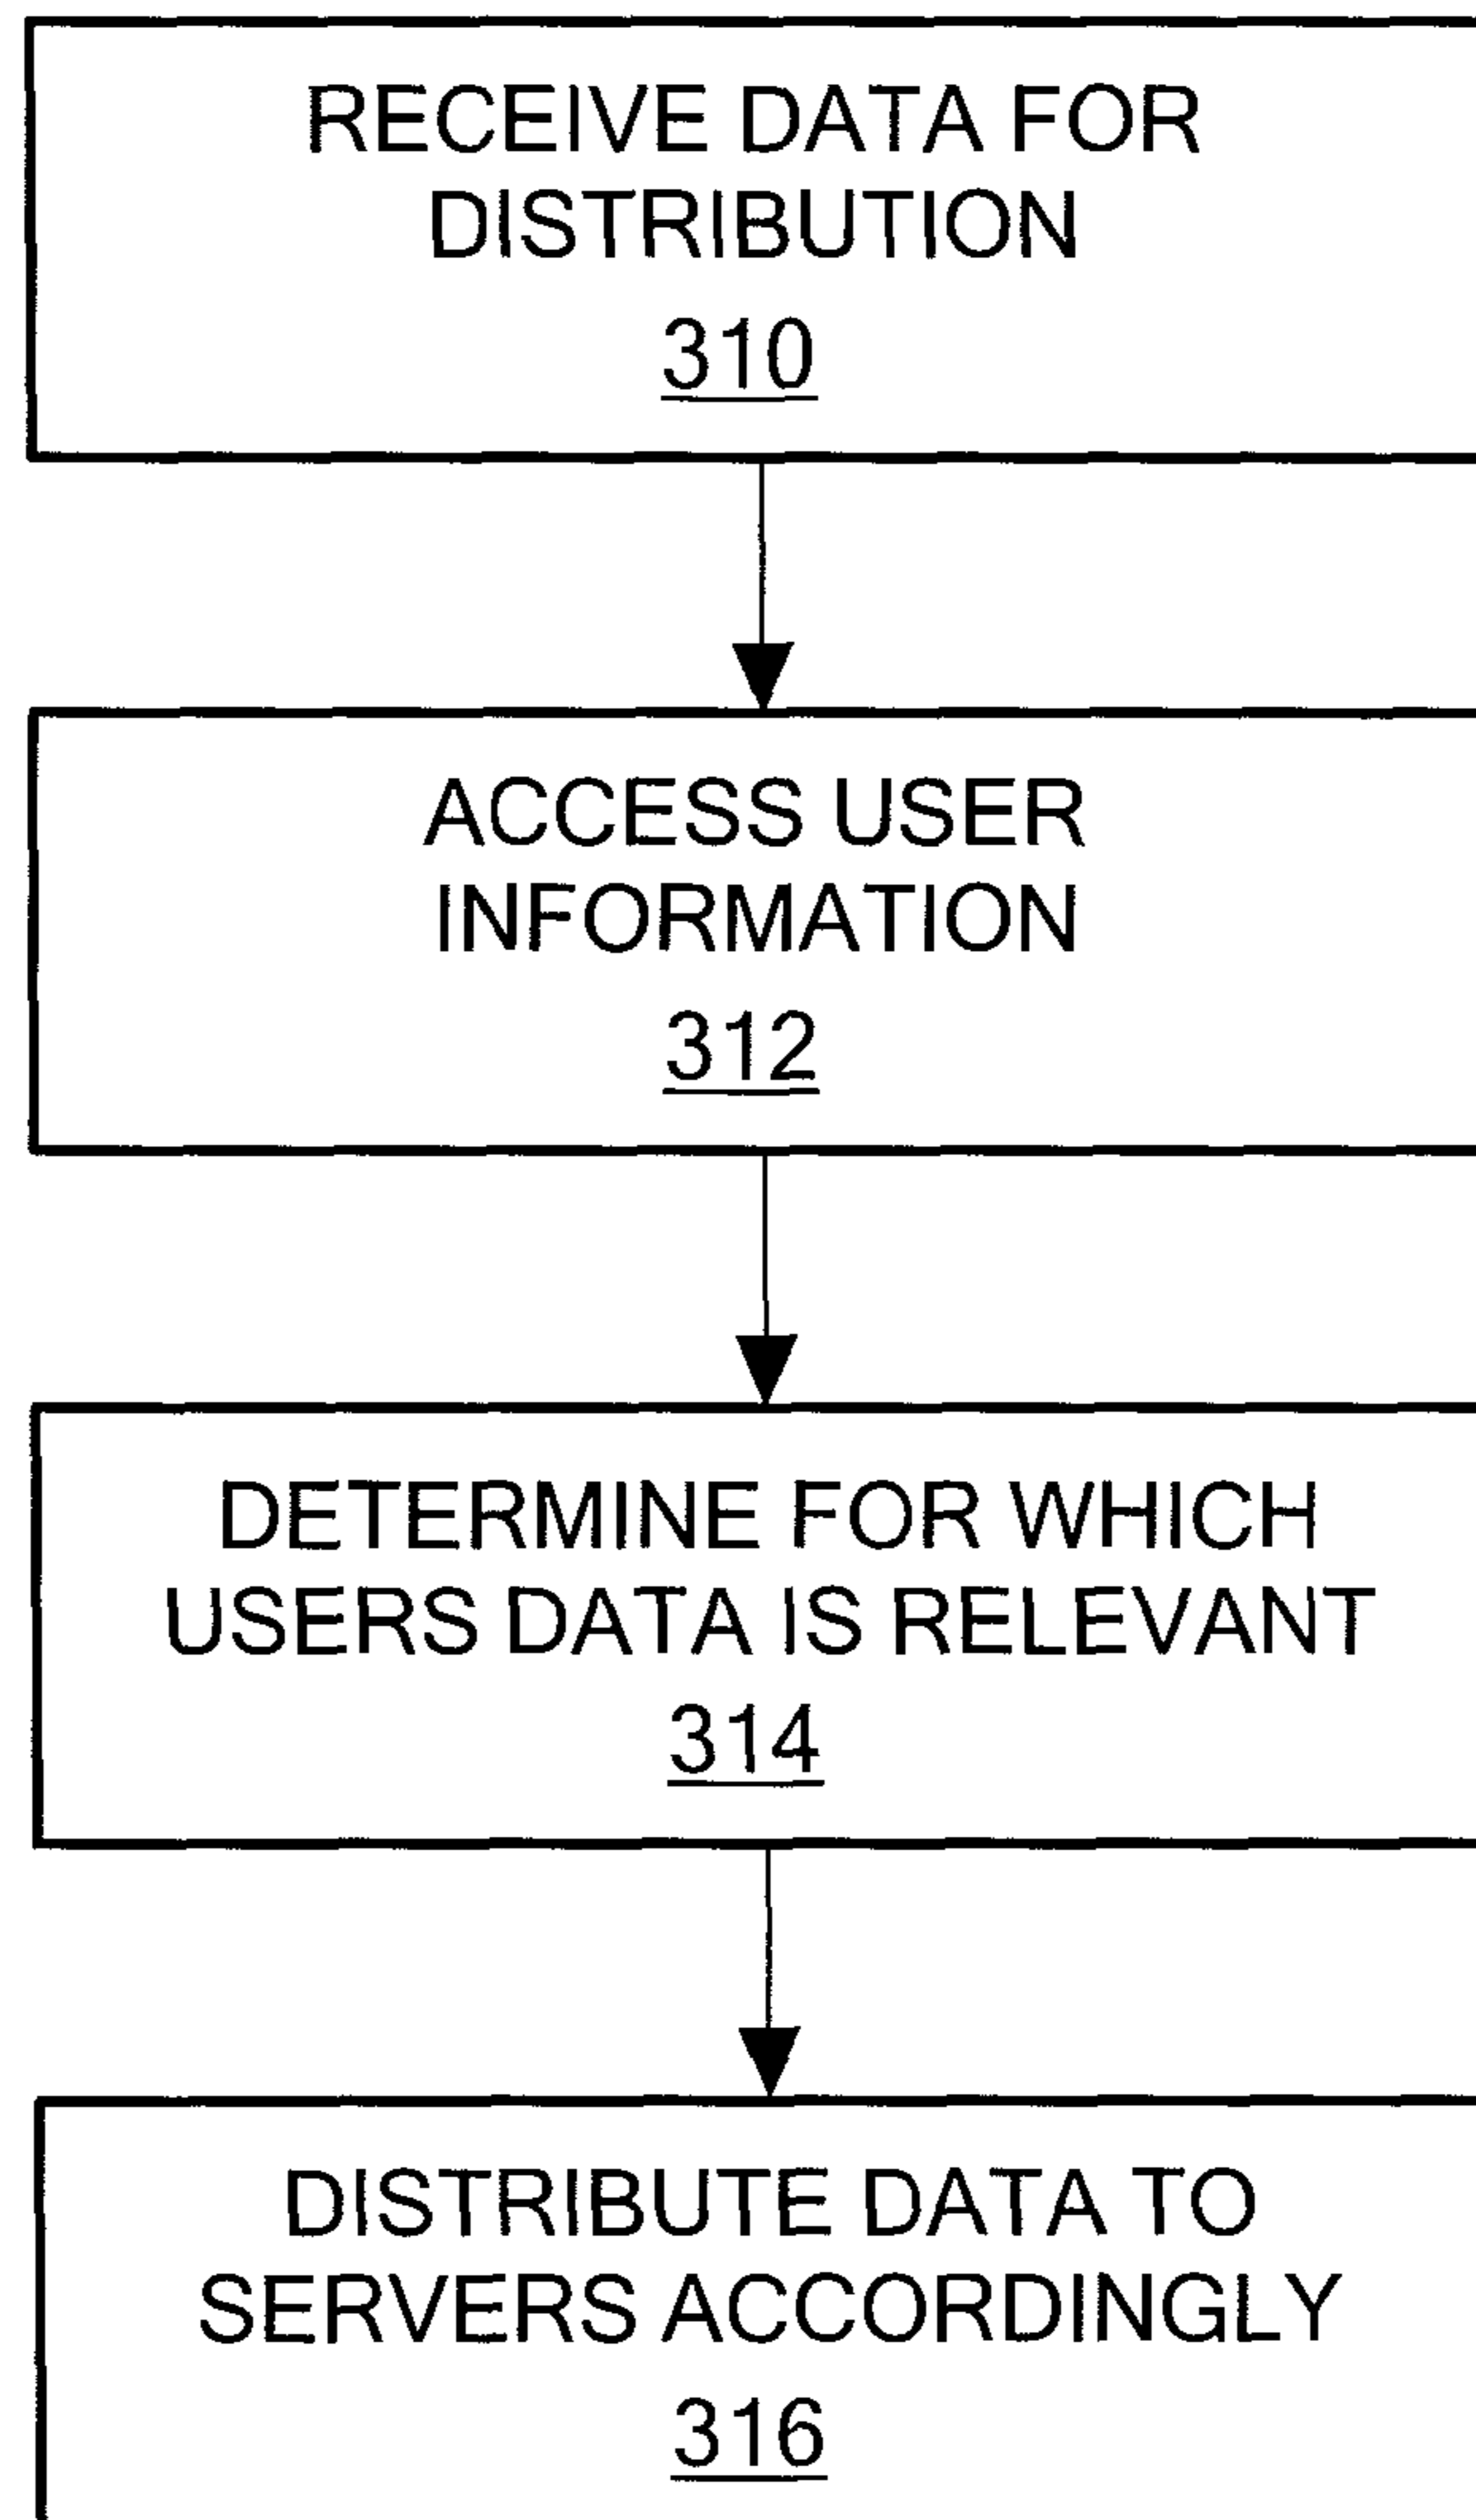 RECEIVE DATA FOR
DISTRIBUTION
310
ACCESS USER
INFORMATION
312
DETERMINE FOR WHICH
USERS DATA IS RELEVANT
314
DISTRIBUTE DATA TO
SERVERS ACCORDINGLY
316